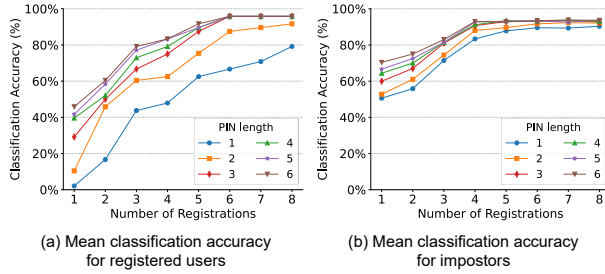 100%
80%
60%
40%
20%
0%
Classification Accuracy (%)
PIN length
1 4
2 5
3 6
1 2 3 4 5 6 7 8
Number of Registrations
(a) Mean classification accuracy
for registered users
100%
80%
60%
40%
20%
0%
Classification Accuracy (%)
PIN length
1 4
2 5
3 6
1 2 3 4 5 6 7 8
Number of Registrations
(b) Mean classification accuracy
for impostors